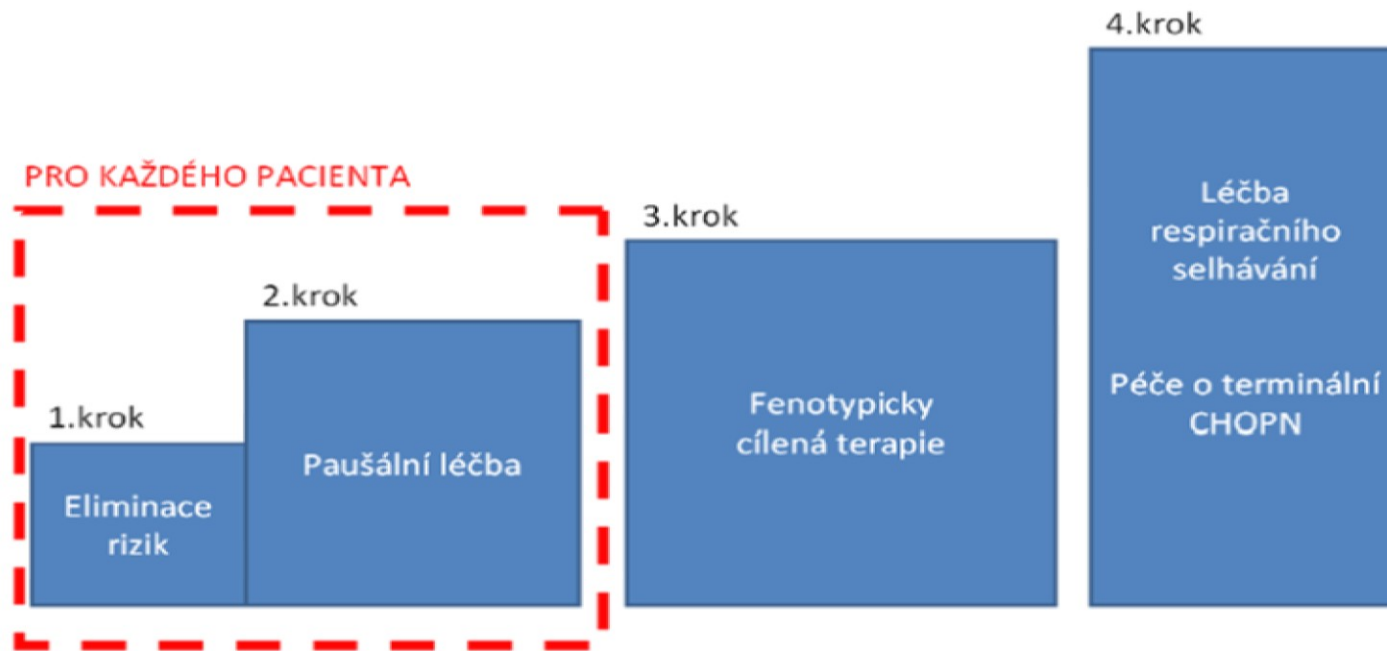 PRO KAŽDÉHO PACIENTA
1.krok
Eliminace
rizik
2.krok
Paušální léčba
3.krok
Fenotypicky
cílená terapie
4.krok
Léčba
respiračního
selhávání
Péče o terminální
CHOPN